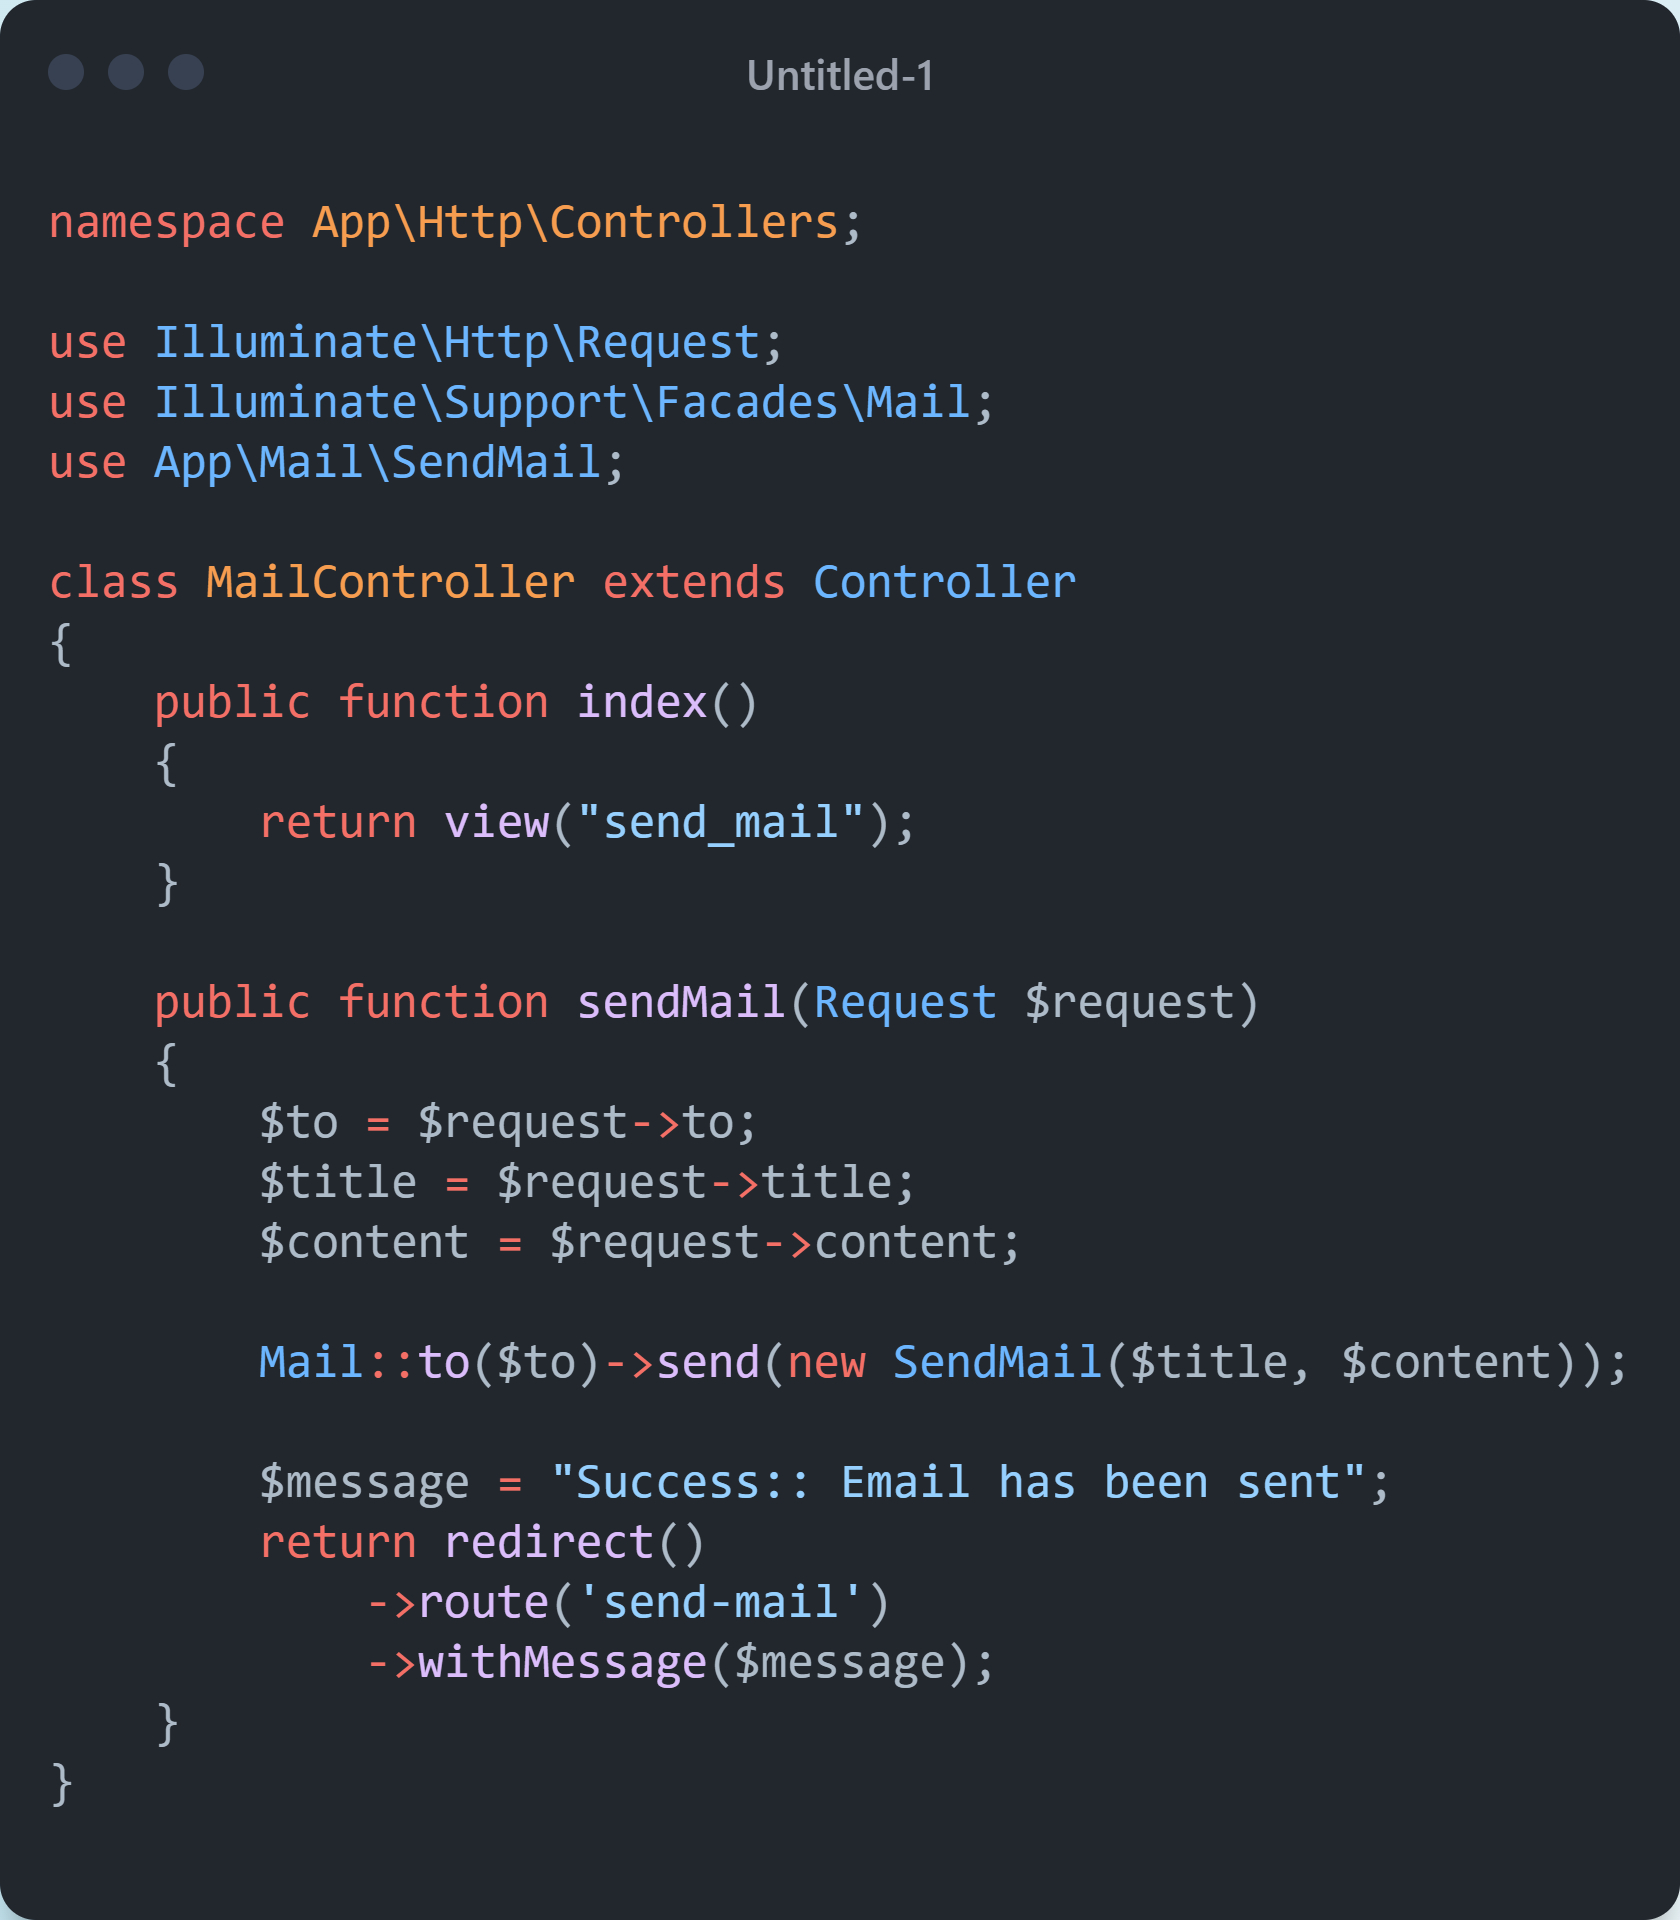 Untitled-1
namespace App\Http\Controllers;
use Illuminate\Http\Request;
use Illuminate\Support\Facades\Mail;
use App\Mail\SendMail;
class MailController extends Controller
{
    public function index()
    {
        return view("send_mail");
    }
    public function sendMail(Request $request)
    {
        $to = $request->to;
        $title = $request->title;
        $content = $request->content;
        Mail::to($to)->send(new SendMail($title, $content));
        $message = "Success:: Email has been sent";
        return redirect()
            ->route('send-mail')
            ->withMessage($message);
    }
}